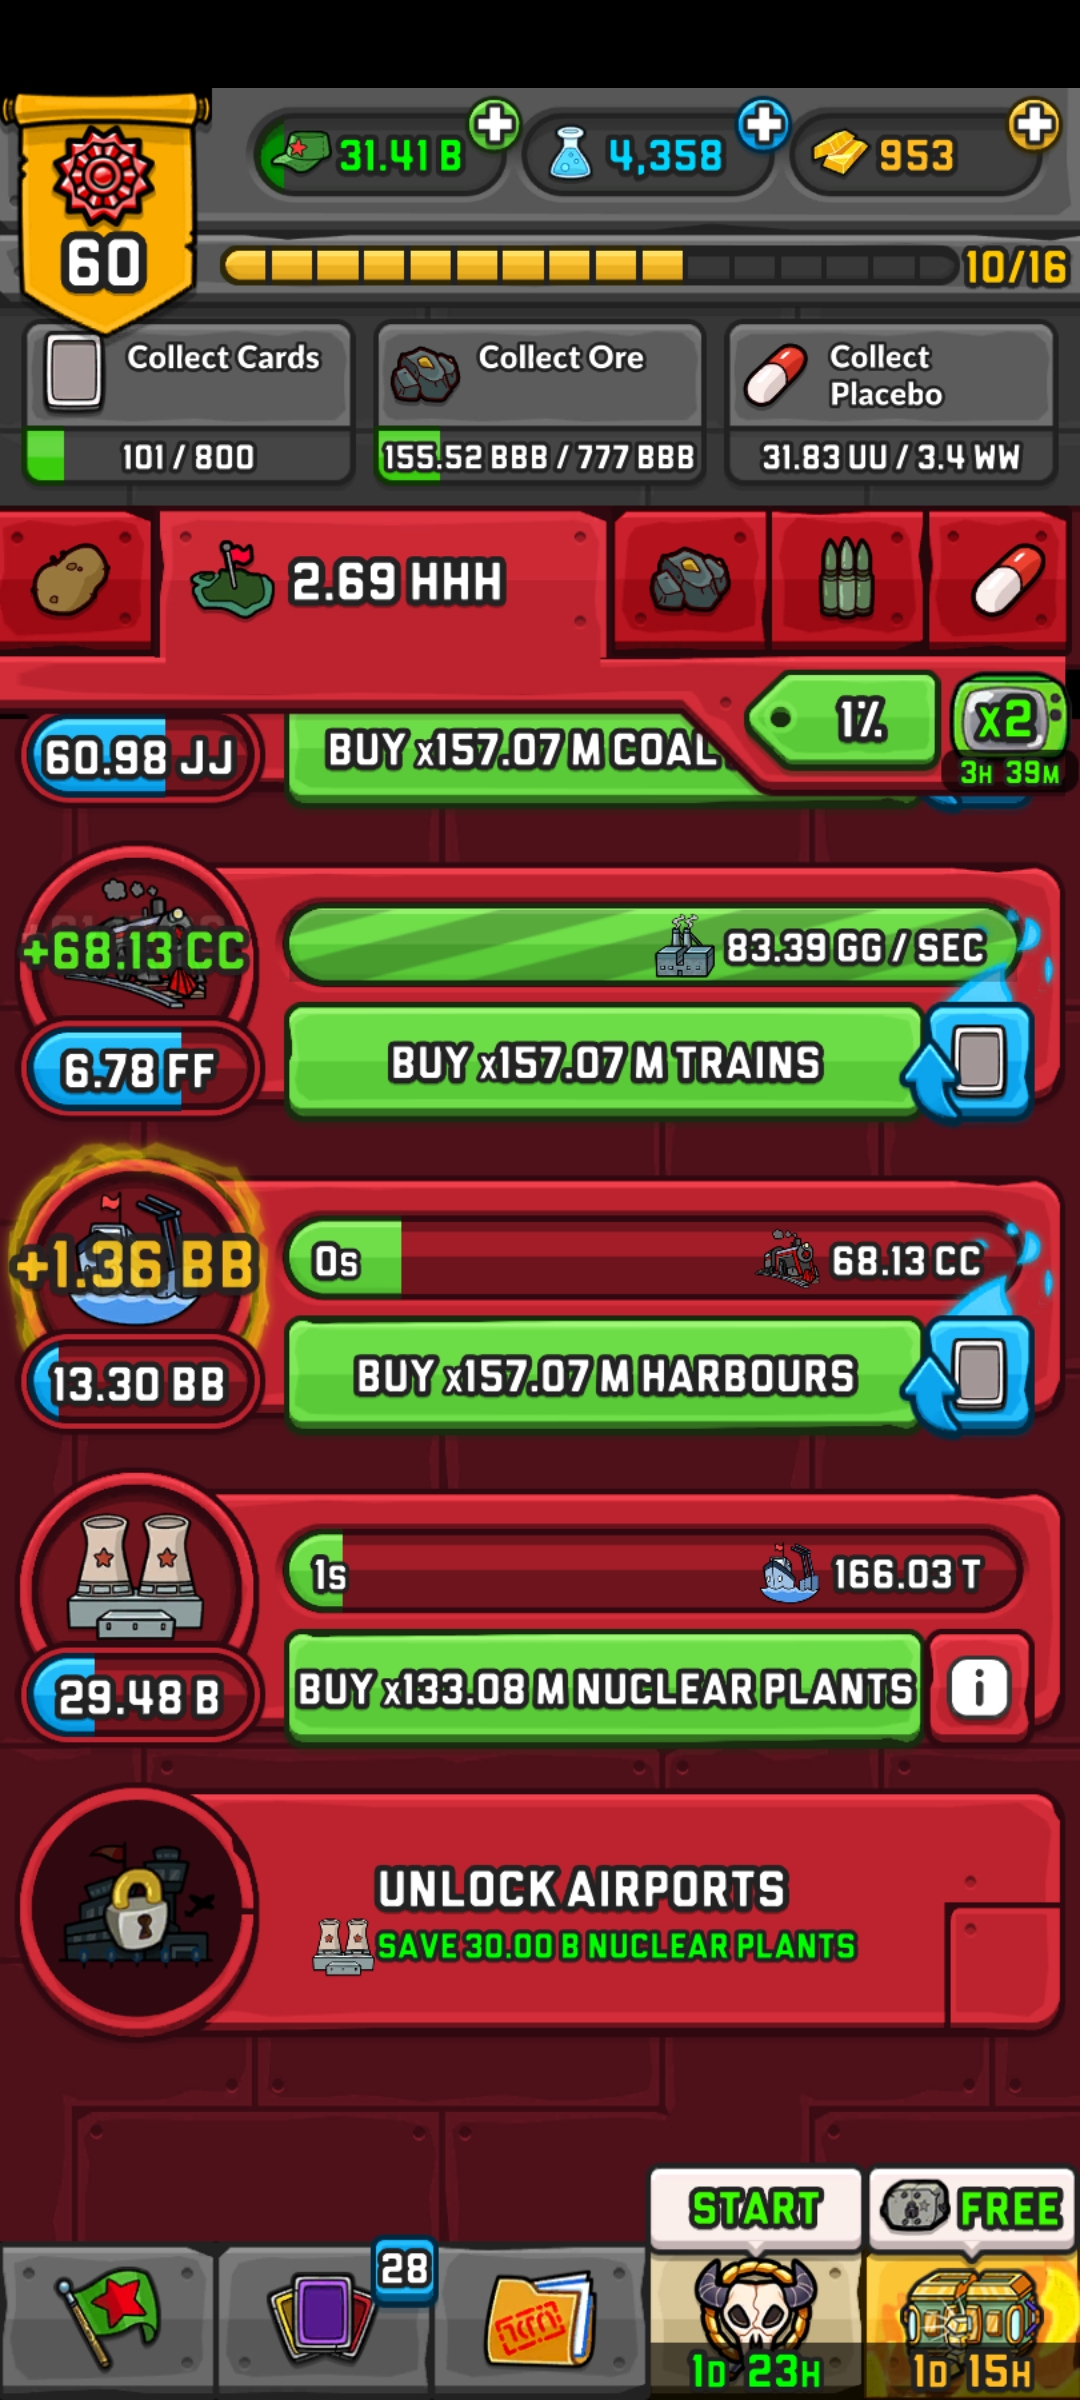 31.41 B
4,358
953
60
10/16
Collect Cards
101 / 800
Collect Ore
155.52 BBB / 777 BBB
Collect
Placebo
31.83 UU / 3.4 WW
2.69 HHH
1%
x2
3H 39M
60.98 JJ
BUY x157.07 M COAL
+68.13 CC
83.39 GG / SEC
6.78 FF
BUY x157.07 M TRAINS
+1.36 BB
0s
68.13 CC
13.30 BB
BUY x157.07 M HARBOURS
1s
166.03 T
29.48 B
BUY x133.08 M NUCLEAR PLANTS
i
UNLOCK AIRPORTS
SAVE 30.00 B NUCLEAR PLANTS
START
FREE
28
1D 23H
1D 15H